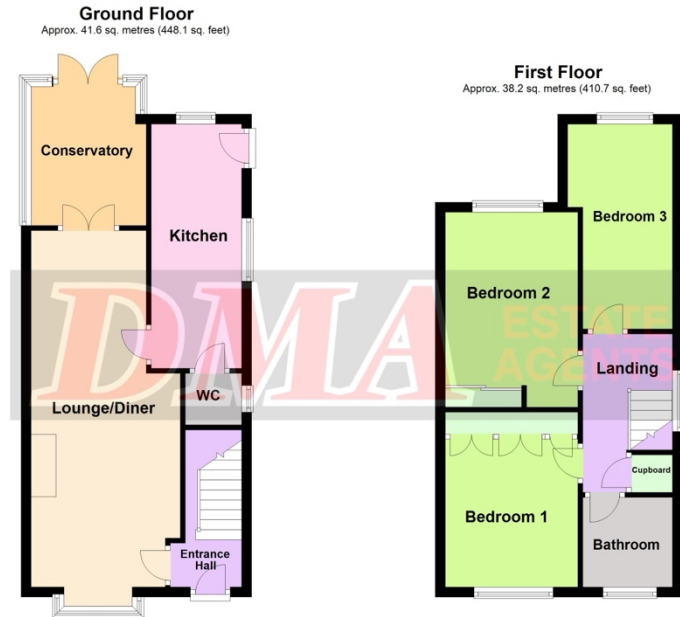 Ground Floor
Approx. 41.6 sq. metres (448.1 sq. feet)
Conservatory
Kitchen
Lounge/Diner
WC
Entrance
Hall
First Floor
Approx. 38.2 sq. metres (410.7 sq. feet)
Bedroom 3
Bedroom 2
Landing
Cupboard
Bedroom 1
Bathroom
DMA
ESTATE
AGENTS